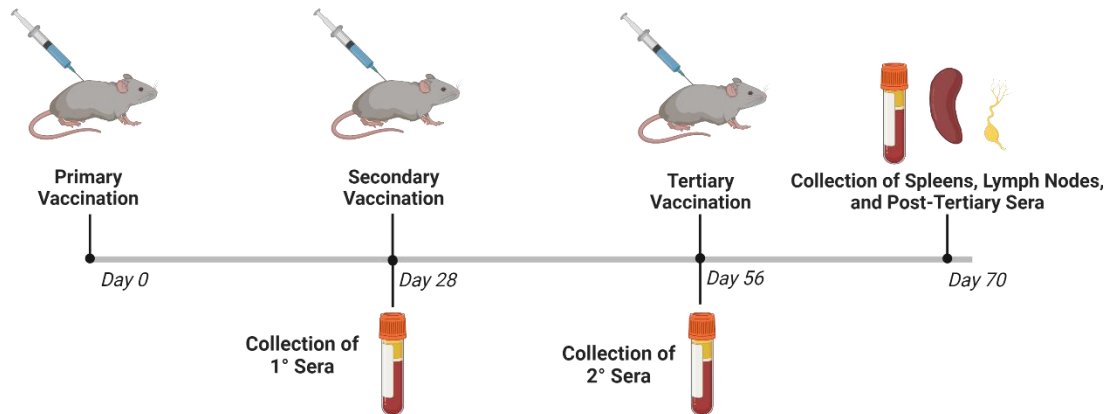 Primary
Vaccination
Secondary
Vaccination
Tertiary
Vaccination
Collection of Spleens, Lymph Nodes,
and Post-Tertiary Sera
Day 0
Day 28
Day 56
Day 70
Collection of
1° Sera
Collection of
2° Sera